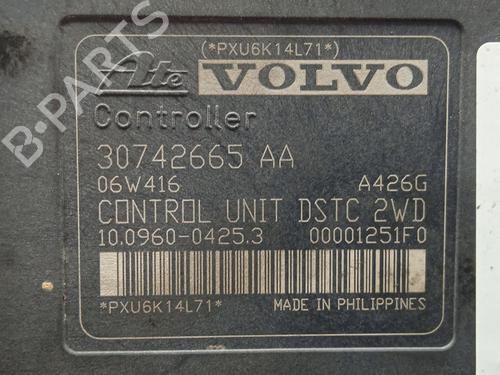 (*PXU6K14L71*)
Ate VOLVO
Controller
30742665 AA
06W416 A426G
CONTROL UNIT DSTC 2WD
10.0960-0425.3 00001251F0
*PXU6K14L71* MADE IN PHILIPPINES
B-PARTS